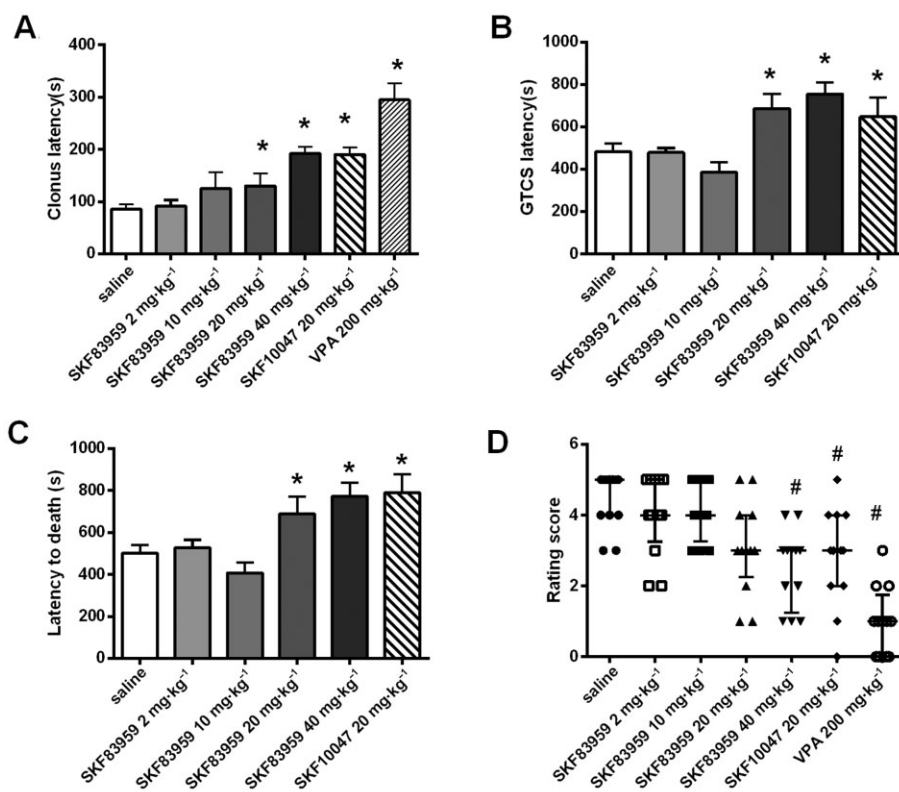 A
Clonus latency(s)
400
300
200
100
0
*
*
*
*
saline
SKF83959 2 mg·kg⁻¹
SKF83959 10 mg·kg⁻¹
SKF83959 20 mg·kg⁻¹
SKF83959 40 mg·kg⁻¹
SKF10047 20 mg·kg⁻¹
VPA 200 mg·kg⁻¹
B
GTCS latency(s)
1000
800
600
400
200
0
*
*
*
saline
SKF83959 2 mg·kg⁻¹
SKF83959 10 mg·kg⁻¹
SKF83959 20 mg·kg⁻¹
SKF83959 40 mg·kg⁻¹
SKF10047 20 mg·kg⁻¹
C
Latency to death (s)
1000
800
600
400
200
0
*
*
*
saline
SKF83959 2 mg·kg⁻¹
SKF83959 10 mg·kg⁻¹
SKF83959 20 mg·kg⁻¹
SKF83959 40 mg·kg⁻¹
SKF10047 20 mg·kg⁻¹
D
Rating score
6
4
2
0
#
#
#
saline
SKF83959 2 mg·kg⁻¹
SKF83959 10 mg·kg⁻¹
SKF83959 20 mg·kg⁻¹
SKF83959 40 mg·kg⁻¹
SKF10047 20 mg·kg⁻¹
VPA 200 mg·kg⁻¹